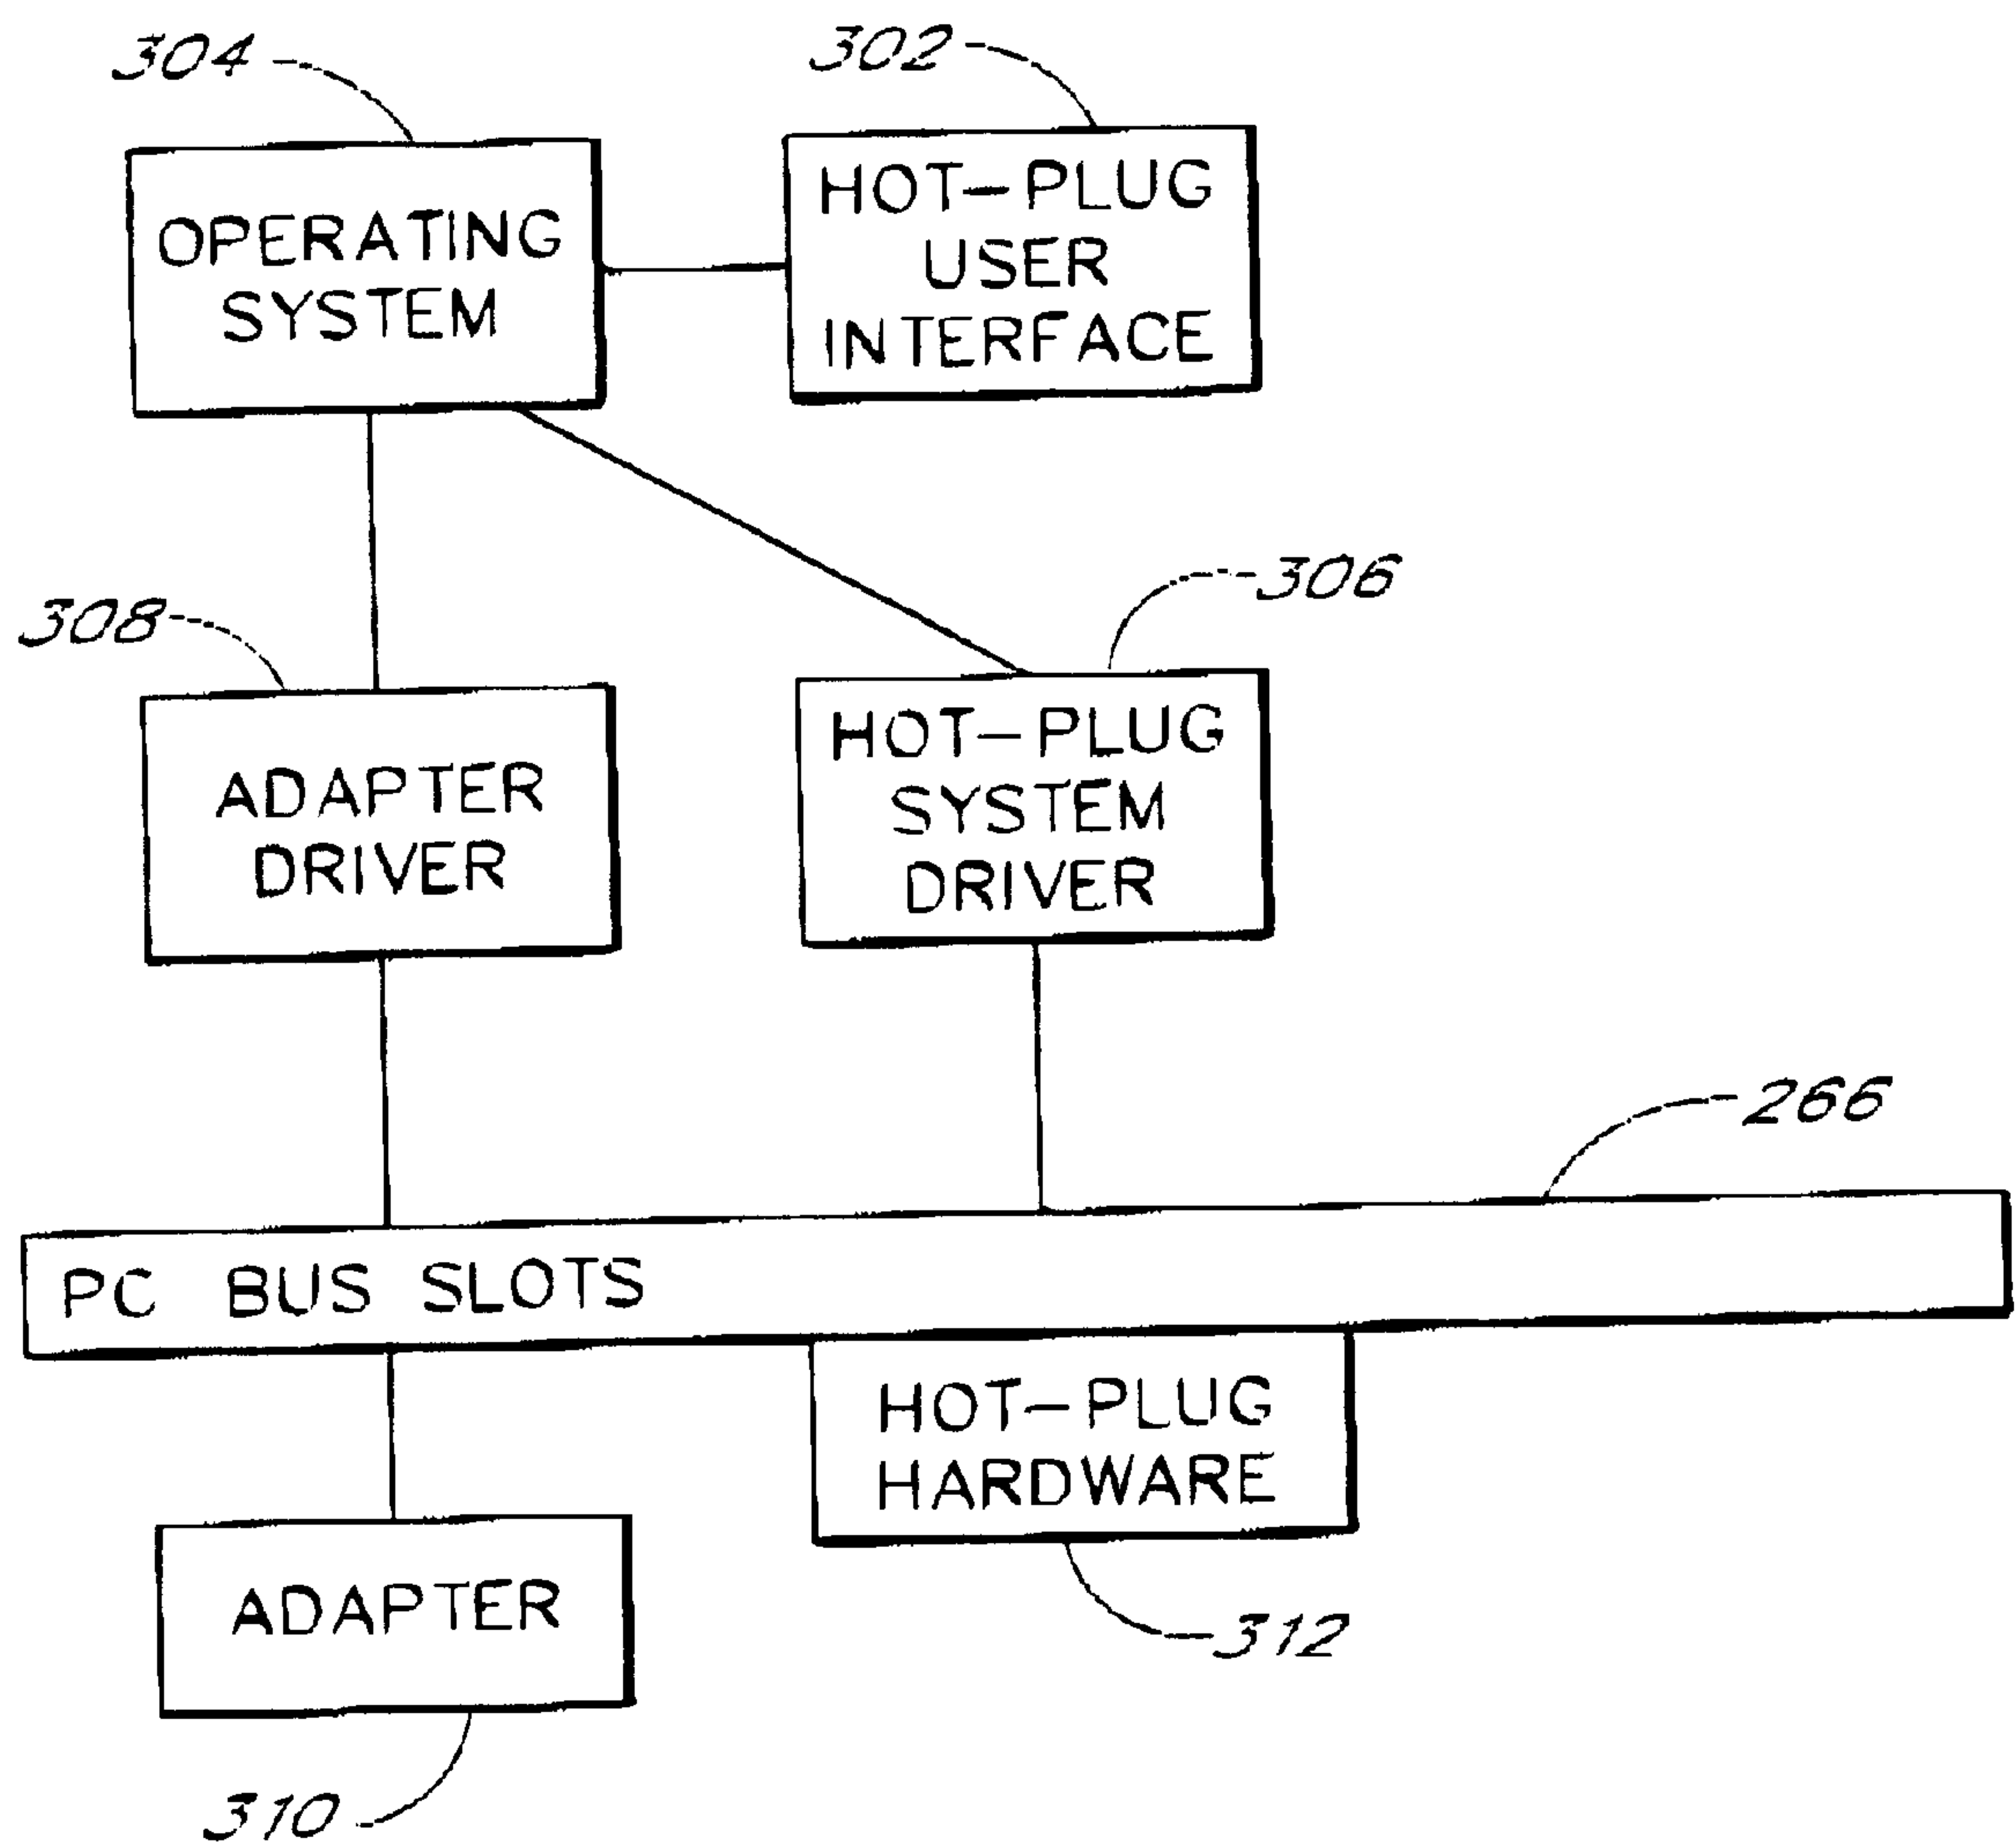 304
302
OPERATING
SYSTEM
HOT-PLUG
USER
INTERFACE
308
306
ADAPTER
DRIVER
HOT-PLUG
SYSTEM
DRIVER
266
PC BUS SLOTS
HOT-PLUG
HARDWARE
ADAPTER
312
310